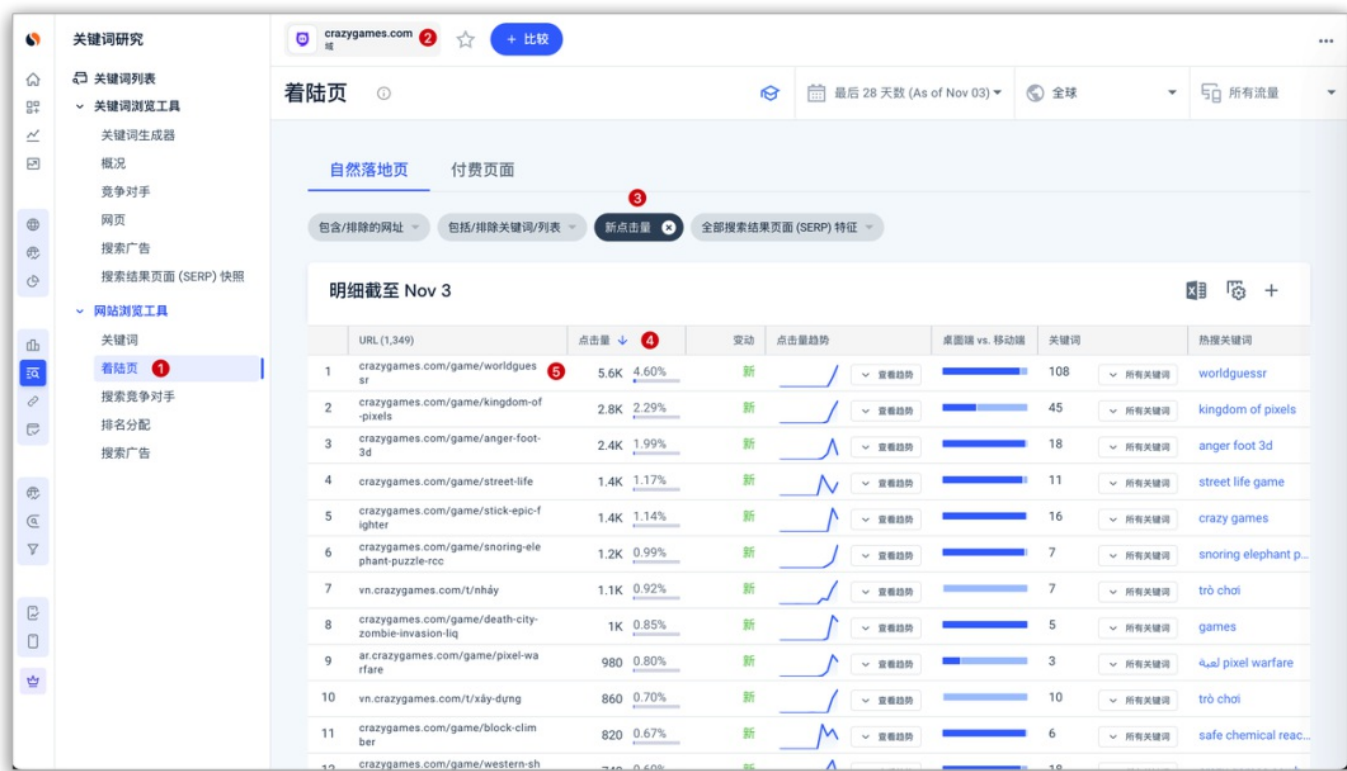 关键词研究
关键词列表
关键词浏览工具
关键词生成器
概况
竞争对手
网页
搜索广告
搜索结果页面 (SERP) 快照
网站浏览工具
关键词
着陆页 1
搜索竞争对手
排名分配
搜索广告
crazygames.com 2
域
+ 比较
着陆页
最后 28 天数 (As of Nov 03)
全球
所有流量
自然落地页 付费页面
3
包含/排除的网址 包括/排除关键词/列表 新点击量 全部搜索结果页面 (SERP) 特征
明细截至 Nov 3
URL (1,349) 点击量 4 变动 点击量趋势 桌面端 vs. 移动端 关键词 热搜关键词
1 crazygames.com/game/worldgues
sr 5 5.6K 4.60% 新 查看趋势 108 所有关键词 worldguessr
2 crazygames.com/game/kingdom-of
-pixels 2.8K 2.29% 新 查看趋势 45 所有关键词 kingdom of pixels
3 crazygames.com/game/anger-foot-
3d 2.4K 1.99% 新 查看趋势 18 所有关键词 anger foot 3d
4 crazygames.com/game/street-life 1.4K 1.17% 新 查看趋势 11 所有关键词 street life game
5 crazygames.com/game/stick-epic-f
ighter 1.4K 1.14% 新 查看趋势 16 所有关键词 crazy games
6 crazygames.com/game/snoring-ele
phant-puzzle-rcc 1.2K 0.99% 新 查看趋势 7 所有关键词 snoring elephant p...
7 vn.crazygames.com/t/nhảy 1.1K 0.92% 新 查看趋势 7 所有关键词 trò chơi
8 crazygames.com/game/death-city-
zombie-invasion-liq 1K 0.85% 新 查看趋势 5 所有关键词 games
9 ar.crazygames.com/game/pixel-wa
rfare 980 0.80% 新 查看趋势 3 所有关键词 لعبة pixel warfare
10 vn.crazygames.com/t/xây-dựng 860 0.70% 新 查看趋势 10 所有关键词 trò chơi
11 crazygames.com/game/block-clim
ber 820 0.67% 新 查看趋势 6 所有关键词 safe chemical reac...
crazygames.com/game/western-sh